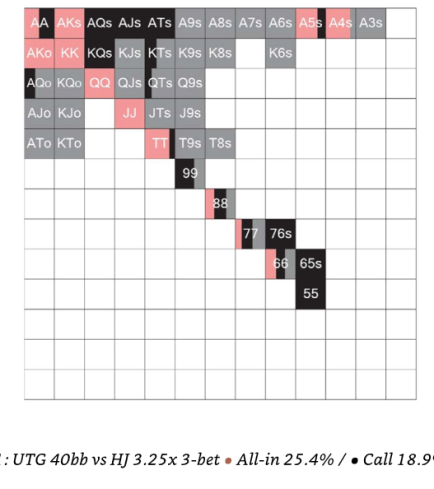 AA AKs AQs AJs ATs A9s A8s A7s A6s A5s A4s A3s
AKo KK KQs KJs KTs K9s K8s K6s
AQo KQo QQ QJs QTs Q9s
AJo KJo JJ JTs J9s
ATo KTo TT T9s T8s
99
88
77 76s
66 65s
55
: UTG 40bb vs HJ 3.25x 3-bet • All-in 25.4% / • Call 18.9